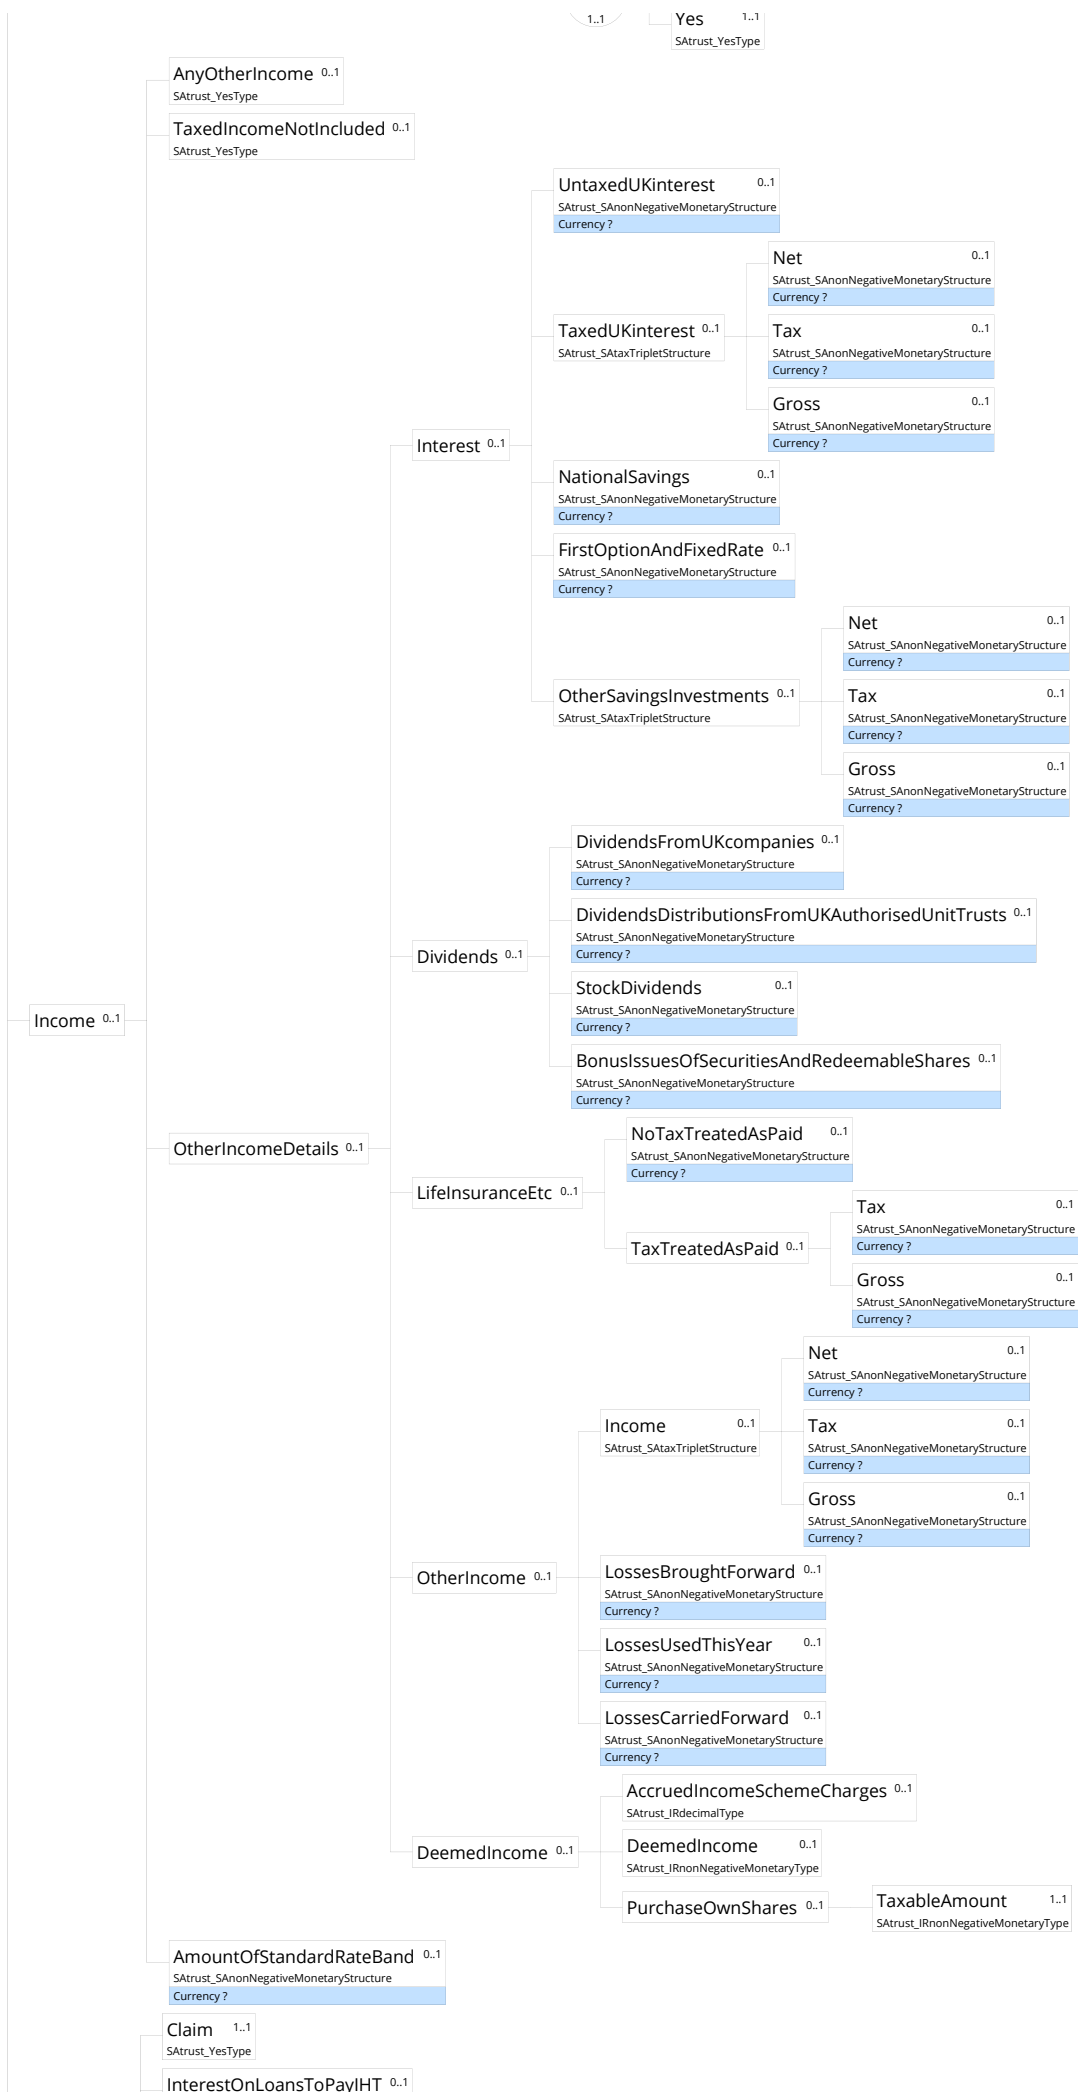 1..1
Yes 1..1
SAtrust_YesType
AnyOtherIncome 0..1
SAtrust_YesType
TaxedIncomeNotIncluded 0..1
SAtrust_YesType
UntaxedUKinterest 0..1
SAtrust_SAnonNegativeMonetaryStructure
Currency ?
Net 0..1
SAtrust_SAnonNegativeMonetaryStructure
Currency ?
TaxedUKinterest 0..1
SAtrust_SAtaxTripletStructure
Tax 0..1
SAtrust_SAnonNegativeMonetaryStructure
Currency ?
Gross 0..1
SAtrust_SAnonNegativeMonetaryStructure
Currency ?
Interest 0..1
NationalSavings 0..1
SAtrust_SAnonNegativeMonetaryStructure
Currency ?
FirstOptionAndFixedRate 0..1
SAtrust_SAnonNegativeMonetaryStructure
Currency ?
Net 0..1
SAtrust_SAnonNegativeMonetaryStructure
Currency ?
OtherSavingsInvestments 0..1
SAtrust_SAtaxTripletStructure
Tax 0..1
SAtrust_SAnonNegativeMonetaryStructure
Currency ?
Gross 0..1
SAtrust_SAnonNegativeMonetaryStructure
Currency ?
DividendsFromUKcompanies 0..1
SAtrust_SAnonNegativeMonetaryStructure
Currency ?
DividendsDistributionsFromUKAuthorisedUnitTrusts 0..1
SAtrust_SAnonNegativeMonetaryStructure
Currency ?
Dividends 0..1
StockDividends 0..1
SAtrust_SAnonNegativeMonetaryStructure
Currency ?
Income 0..1
BonusIssuesOfSecuritiesAndRedeemableShares 0..1
SAtrust_SAnonNegativeMonetaryStructure
Currency ?
OtherIncomeDetails 0..1
NoTaxTreatedAsPaid 0..1
SAtrust_SAnonNegativeMonetaryStructure
Currency ?
LifeInsuranceEtc 0..1
Tax 0..1
SAtrust_SAnonNegativeMonetaryStructure
Currency ?
TaxTreatedAsPaid 0..1
Gross 0..1
SAtrust_SAnonNegativeMonetaryStructure
Currency ?
Net 0..1
SAtrust_SAnonNegativeMonetaryStructure
Currency ?
Income 0..1
SAtrust_SAtaxTripletStructure
Tax 0..1
SAtrust_SAnonNegativeMonetaryStructure
Currency ?
Gross 0..1
SAtrust_SAnonNegativeMonetaryStructure
Currency ?
OtherIncome 0..1
LossesBroughtForward 0..1
SAtrust_SAnonNegativeMonetaryStructure
Currency ?
LossesUsedThisYear 0..1
SAtrust_SAnonNegativeMonetaryStructure
Currency ?
LossesCarriedForward 0..1
SAtrust_SAnonNegativeMonetaryStructure
Currency ?
AccruedIncomeSchemeCharges 0..1
SAtrust_IRdecimalType
DeemedIncome 0..1
DeemedIncome 0..1
SAtrust_IRnonNegativeMonetaryType
PurchaseOwnShares 0..1
TaxableAmount 1..1
SAtrust_IRnonNegativeMonetaryType
AmountOfStandardRateBand 0..1
SAtrust_SAnonNegativeMonetaryStructure
Currency ?
Claim 1..1
SAtrust_YesType
InterestOnLoansToPayIHT 0..1